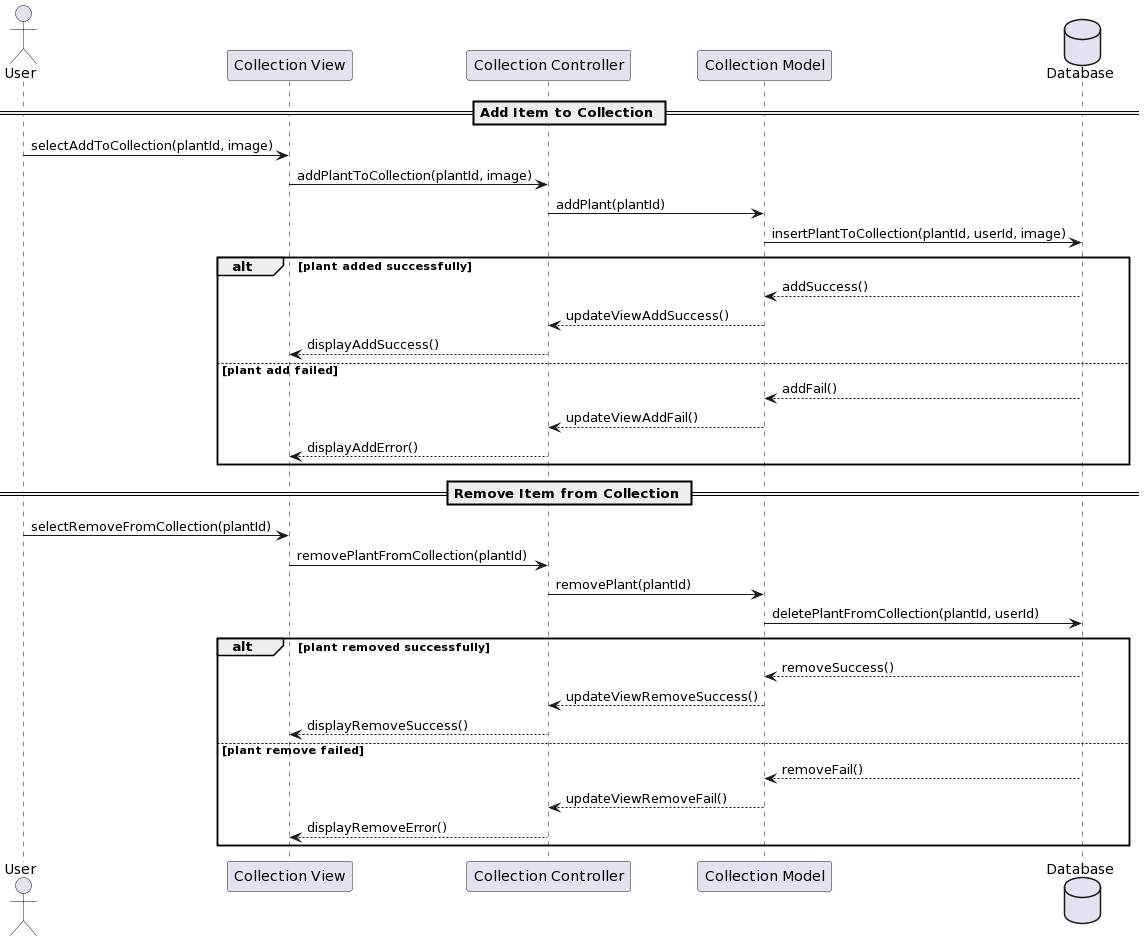 User
Collection View
Collection Controller
Collection Model
Database
Add Item to Collection
selectAddToCollection(plantId, image)
addPlantToCollection(plantId, image)
addPlant(plantId)
insertPlantToCollection(plantId, userId, image)
alt
[plant added successfully]
addSuccess()
updateViewAddSuccess()
displayAddSuccess()
[plant add failed]
addFail()
updateViewAddFail()
displayAddError()
Remove Item from Collection
selectRemoveFromCollection(plantId)
removePlantFromCollection(plantId)
removePlant(plantId)
deletePlantFromCollection(plantId, userId)
alt
[plant removed successfully]
removeSuccess()
updateViewRemoveSuccess()
displayRemoveSuccess()
[plant remove failed]
removeFail()
updateViewRemoveFail()
displayRemoveError()
User
Collection View
Collection Controller
Collection Model
Database